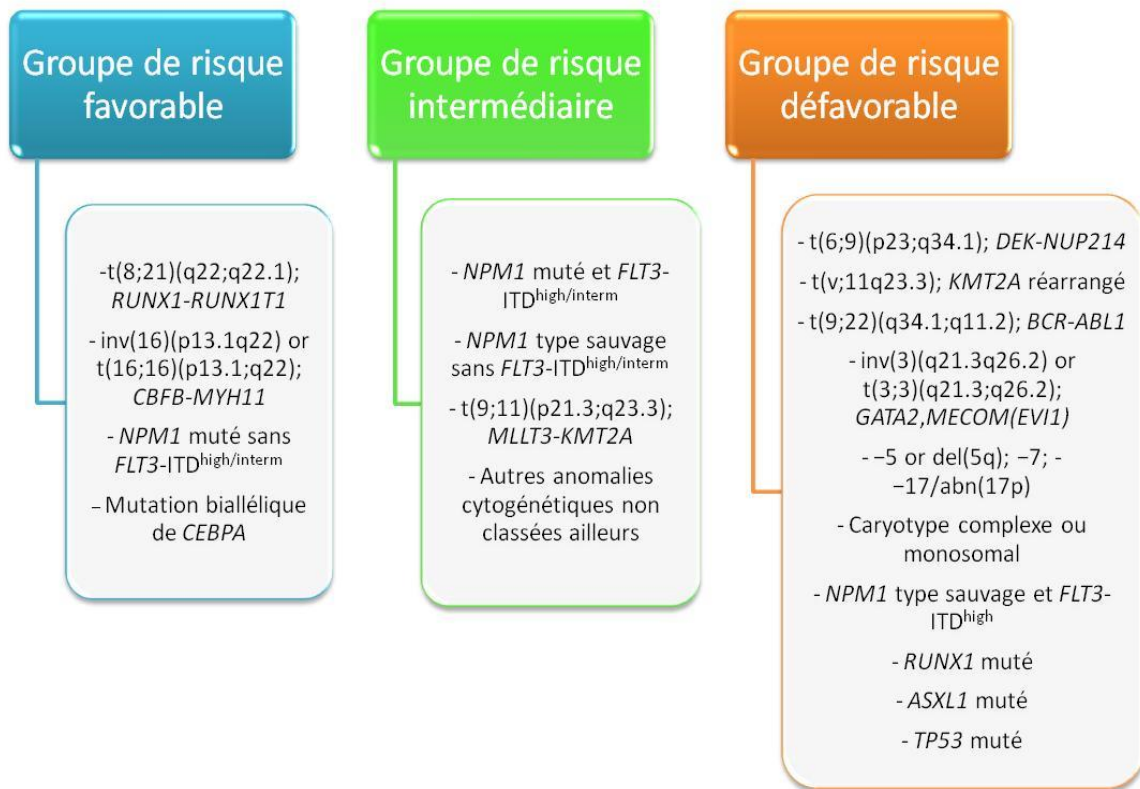 Groupe de risque
favorable
-t(8;21)(q22;q22.1);
RUNX1-RUNX1T1
- inv(16)(p13.1q22) or
t(16;16)(p13.1;q22);
CBFB-MYH11
- NPM1 muté sans
FLT3-ITDhigh/interm
– Mutation biallélique
de CEBPA
Groupe de risque
intermédiaire
- NPM1 muté et FLT3-
ITDhigh/interm
- NPM1 type sauvage
sans FLT3-ITDhigh/interm
- t(9;11)(p21.3;q23.3);
MLLT3-KMT2A
- Autres anomalies
cytogénétiques non
classées ailleurs
Groupe de risque
défavorable
- t(6;9)(p23;q34.1); DEK-NUP214
- t(v;11q23.3); KMT2A réarrangé
- t(9;22)(q34.1;q11.2); BCR-ABL1
- inv(3)(q21.3q26.2) or
t(3;3)(q21.3;q26.2);
GATA2,MECOM(EVI1)
- −5 or del(5q); −7; -
−17/abn(17p)
- Caryotype complexe ou
monosomal
- NPM1 type sauvage et FLT3-
ITDhigh
- RUNX1 muté
- ASXL1 muté
- TP53 muté